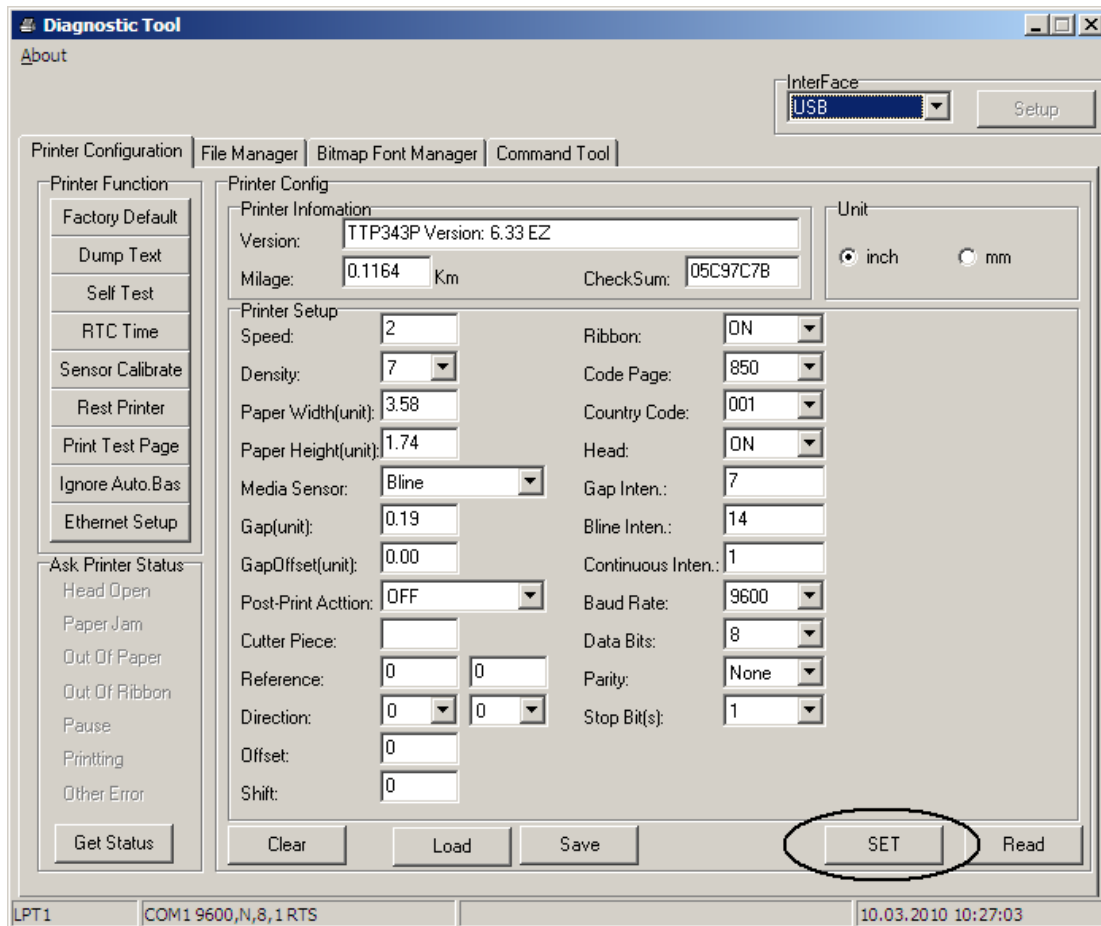 Diagnostic Tool
About
InterFace
USB
Setup
Printer Configuration
File Manager
Bitmap Font Manager
Command Tool
Printer Function
Factory Default
Dump Text
Self Test
RTC Time
Sensor Calibrate
Rest Printer
Print Test Page
Ignore Auto.Bas
Ethernet Setup
Ask Printer Status
Head Open
Paper Jam
Out Of Paper
Out Of Ribbon
Pause
Printting
Other Error
Get Status
Printer Config
Printer Infomation
Version: TTP343P Version: 6.33 EZ
Milage: 0.1164 Km
CheckSum: 05C97C7B
Unit
inch
mm
Printer Setup
Speed: 2
Density: 7
Paper Width(unit): 3.58
Paper Height(unit): 1.74
Media Sensor: Bline
Gap(unit): 0.19
GapOffset(unit): 0.00
Post-Print Acttion: OFF
Cutter Piece:
Reference: 0 0
Direction: 0 0
Offset: 0
Shift: 0
Ribbon: ON
Code Page: 850
Country Code: 001
Head: ON
Gap Inten.: 7
Bline Inten.: 14
Continuous Inten.: 1
Baud Rate: 9600
Data Bits: 8
Parity: None
Stop Bit(s): 1
Clear
Load
Save
SET
Read
LPT1
COM1 9600,N,8,1 RTS
10.03.2010 10:27:03